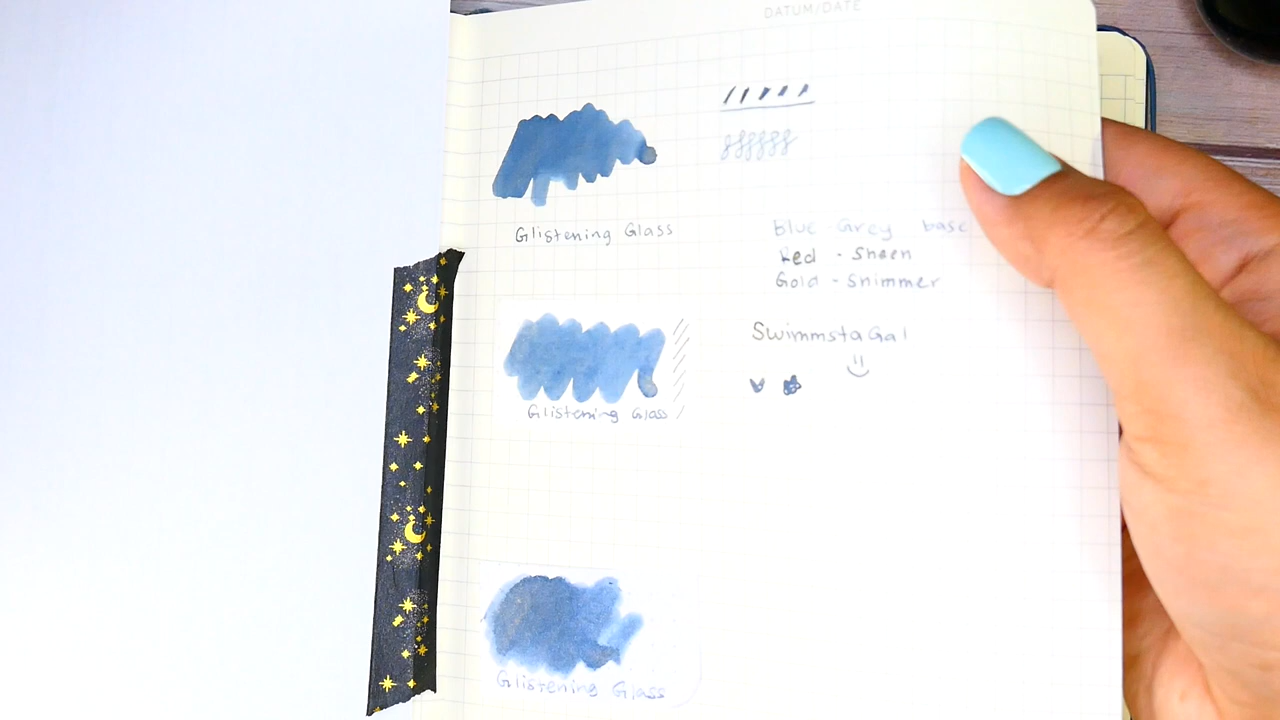 DATUM/DATE
Glistening Glass
Blue-Grey base
Red - Sheen
Gold - Shimmer
SwimmstaGal
Glistening Glass
Glistening Glass